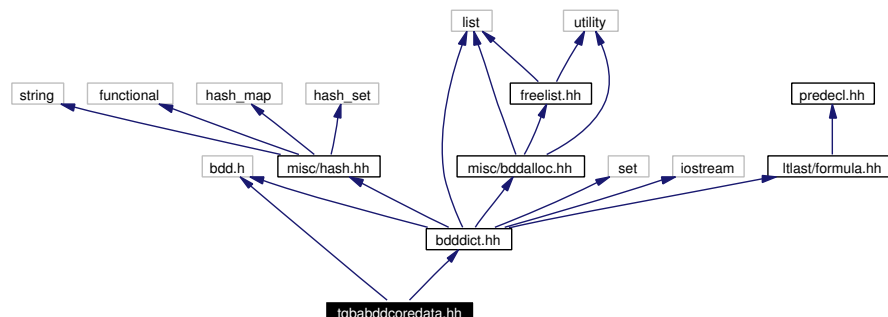 list
utility
string
functional
hash_map
hash_set
freelist.hh
predecl.hh
bdd.h
misc/hash.hh
misc/bddalloc.hh
set
iostream
ltlast/formula.hh
bdddict.hh
tgbabddcoredata.hh